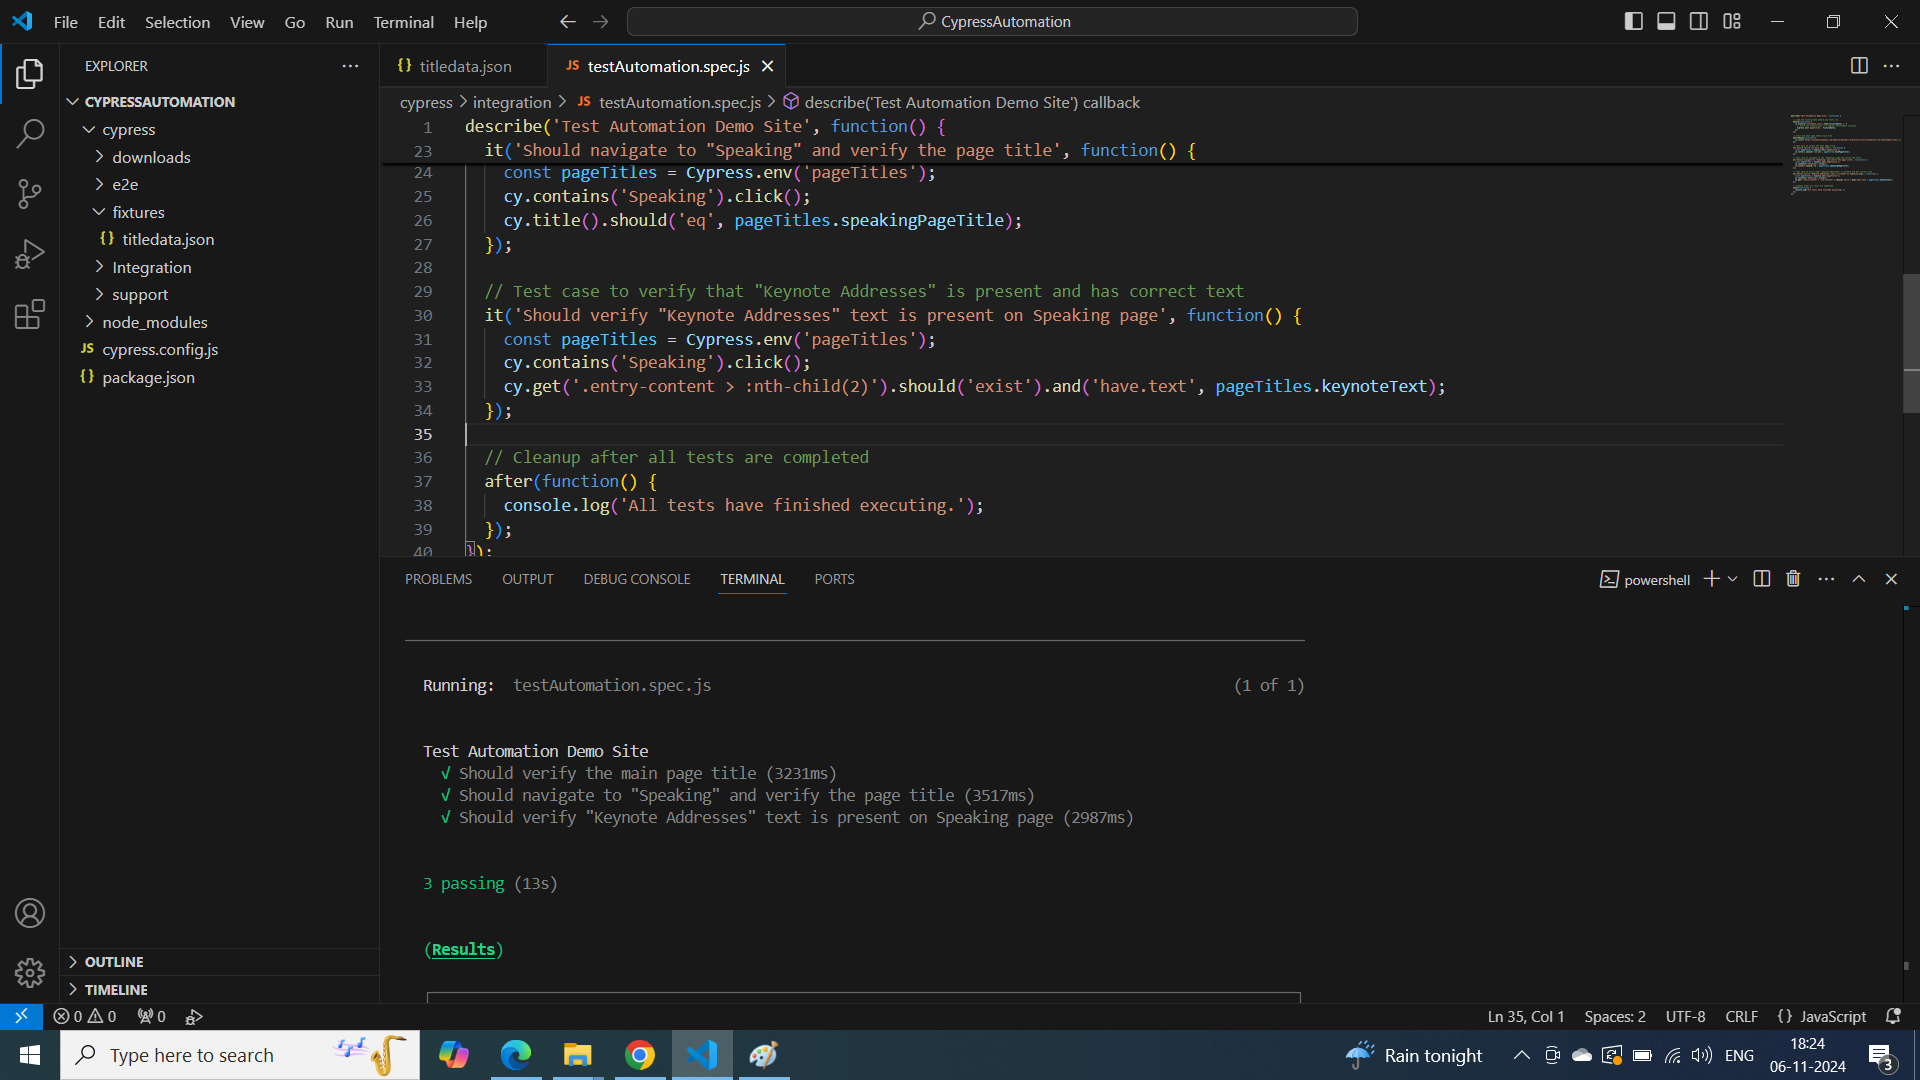 File Edit Selection View Go Run Terminal Help
CypressAutomation
EXPLORER
CYPRESSAUTOMATION
cypress
downloads
e2e
fixtures
{} titledata.json
Integration
support
node_modules
JS cypress.config.js
{} package.json
OUTLINE
TIMELINE
{} titledata.json
JS testAutomation.spec.js
cypress > integration > JS testAutomation.spec.js > describe('Test Automation Demo Site') callback
1 describe('Test Automation Demo Site', function() {
23 it('Should navigate to "Speaking" and verify the page title', function() {
24 const pageTitles = Cypress.env('pageTitles');
25 cy.contains('Speaking').click();
26 cy.title().should('eq', pageTitles.speakingPageTitle);
27 });
28
29 // Test case to verify that "Keynote Addresses" is present and has correct text
30 it('Should verify "Keynote Addresses" text is present on Speaking page', function() {
31 const pageTitles = Cypress.env('pageTitles');
32 cy.contains('Speaking').click();
33 cy.get('.entry-content > :nth-child(2)').should('exist').and('have.text', pageTitles.keynoteText);
34 });
35
36 // Cleanup after all tests are completed
37 after(function() {
38 console.log('All tests have finished executing.');
39 });
40 });
PROBLEMS OUTPUT DEBUG CONSOLE TERMINAL PORTS
powershell
Running: testAutomation.spec.js (1 of 1)
Test Automation Demo Site
√ Should verify the main page title (3231ms)
√ Should navigate to "Speaking" and verify the page title (3517ms)
√ Should verify "Keynote Addresses" text is present on Speaking page (2987ms)
3 passing (13s)
(Results)
0 0 0
Ln 35, Col 1 Spaces: 2 UTF-8 CRLF {} JavaScript
Type here to search
Rain tonight
ENG
18:24
06-11-2024
3